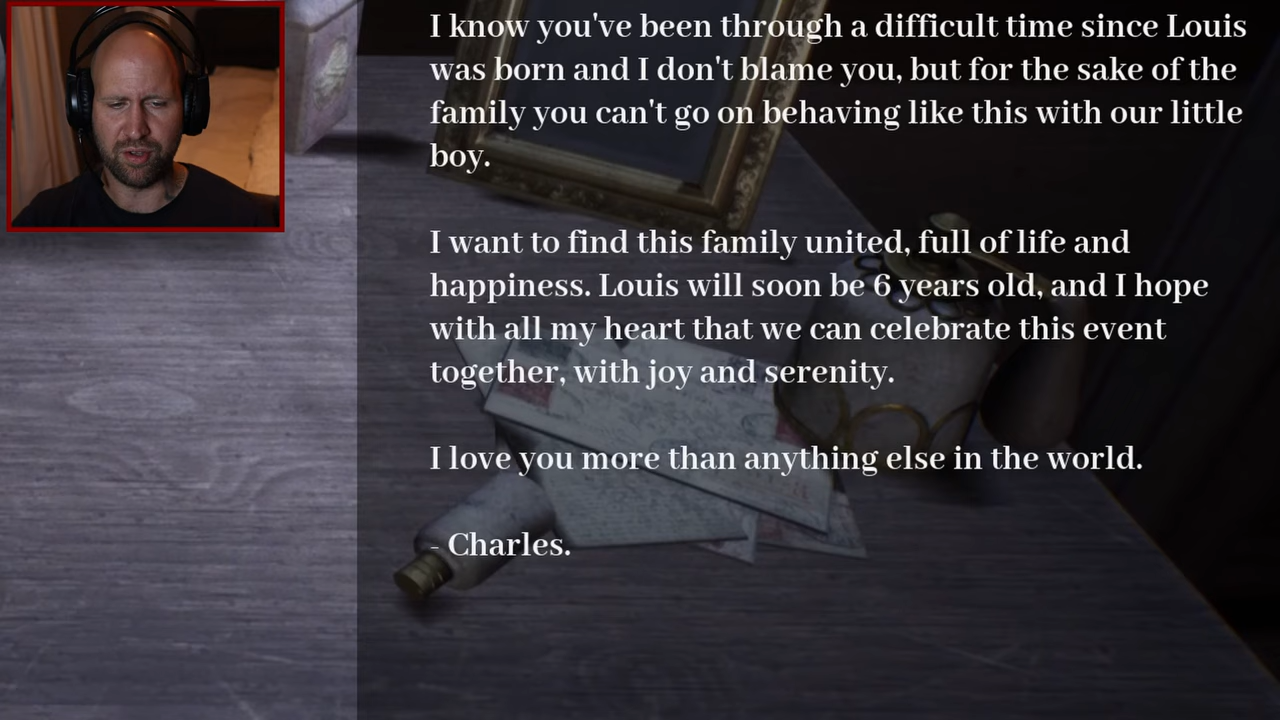 I know you've been through a difficult time since Louis
was born and I don't blame you, but for the sake of the
family you can't go on behaving like this with our little
boy.
I want to find this family united, full of life and
happiness. Louis will soon be 6 years old, and I hope
with all my heart that we can celebrate this event
together, with joy and serenity.
I love you more than anything else in the world.
- Charles.